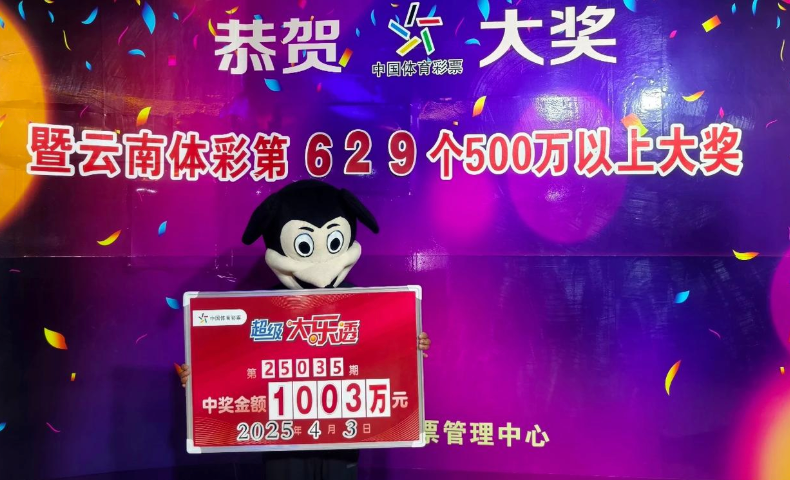 恭贺 中国体育彩票 大奖
暨云南体彩第629个500万以上大奖
中国体育彩票
超级大乐透
第25035期
中奖金额1003万元
2025年4月3日
票管理中心